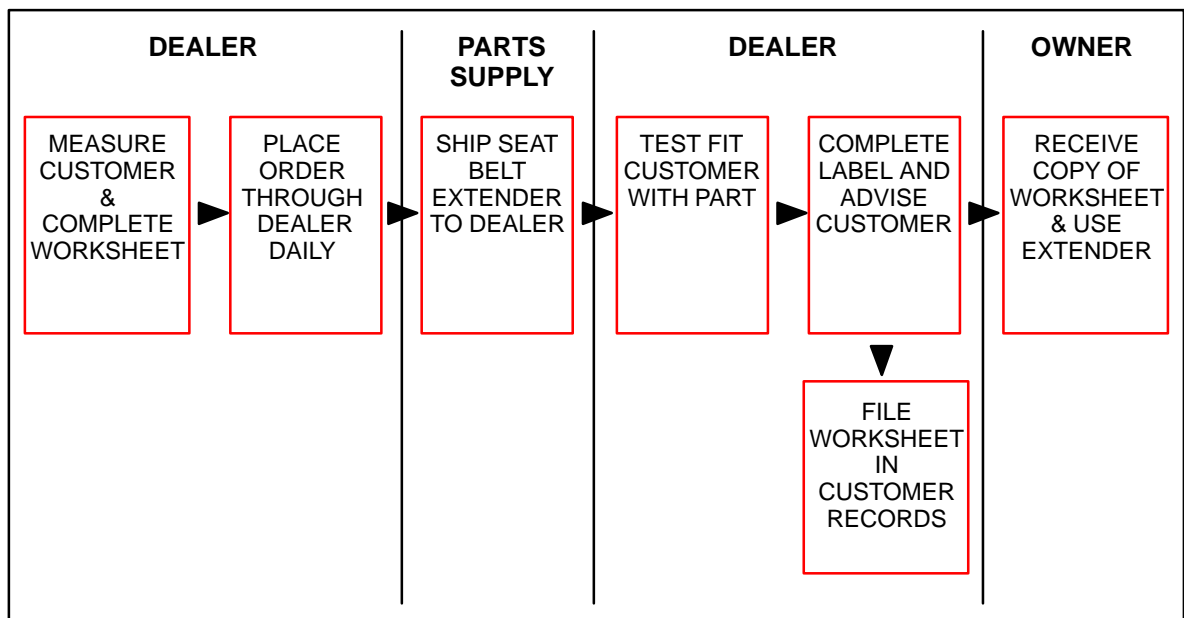 DEALER
MEASURE
CUSTOMER
&
COMPLETE
WORKSHEET
PLACE
ORDER
THROUGH
DEALER
DAILY
PARTS
SUPPLY
SHIP SEAT
BELT
EXTENDER
TO DEALER
DEALER
TEST FIT
CUSTOMER
WITH PART
COMPLETE
LABEL AND
ADVISE
CUSTOMER
FILE
WORKSHEET
IN
CUSTOMER
RECORDS
OWNER
RECEIVE
COPY OF
WORKSHEET
& USE
EXTENDER